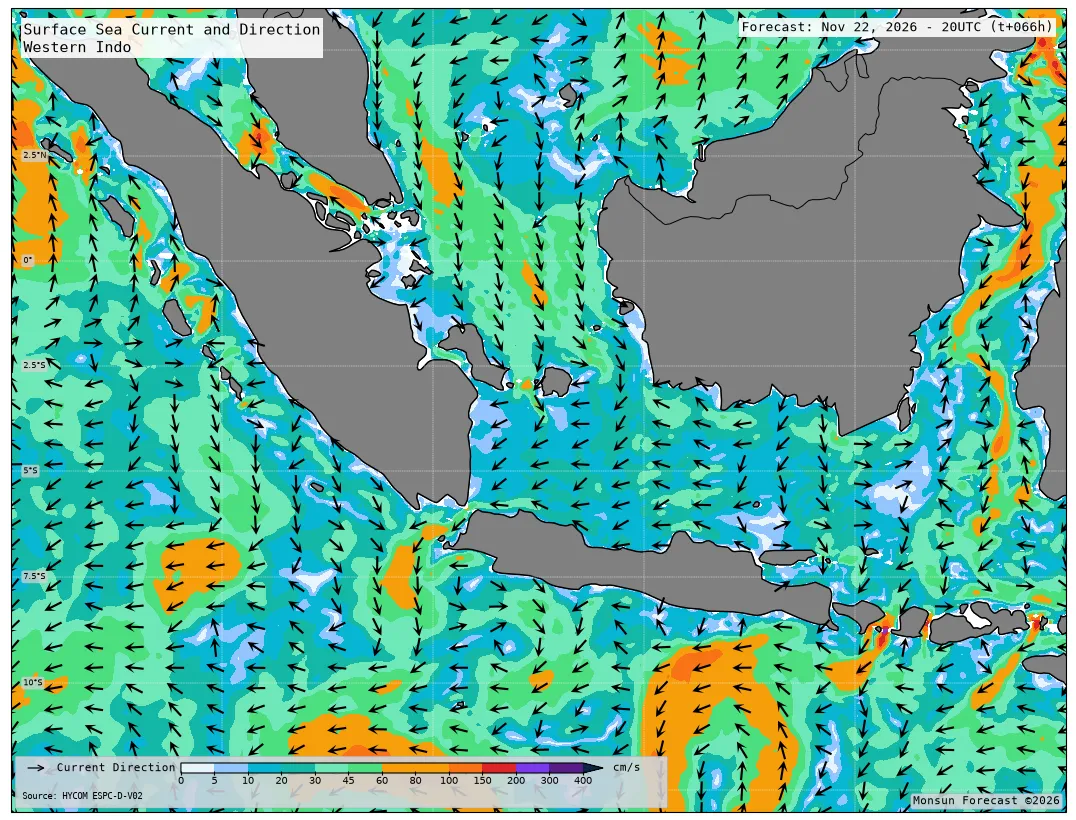 Surface Sea Current and Direction
Western Indo
Forecast: Nov 22, 2026 - 20UTC (t+066h)
2.5°N
0°
2.5°S
5°S
7.5°S
10°S
Current Direction
0 5 10 20 30 45 60 80 100 150 200 300 400 cm/s
Source: HYCOM ESPC-D-V02
Monsun Forecast ©2026